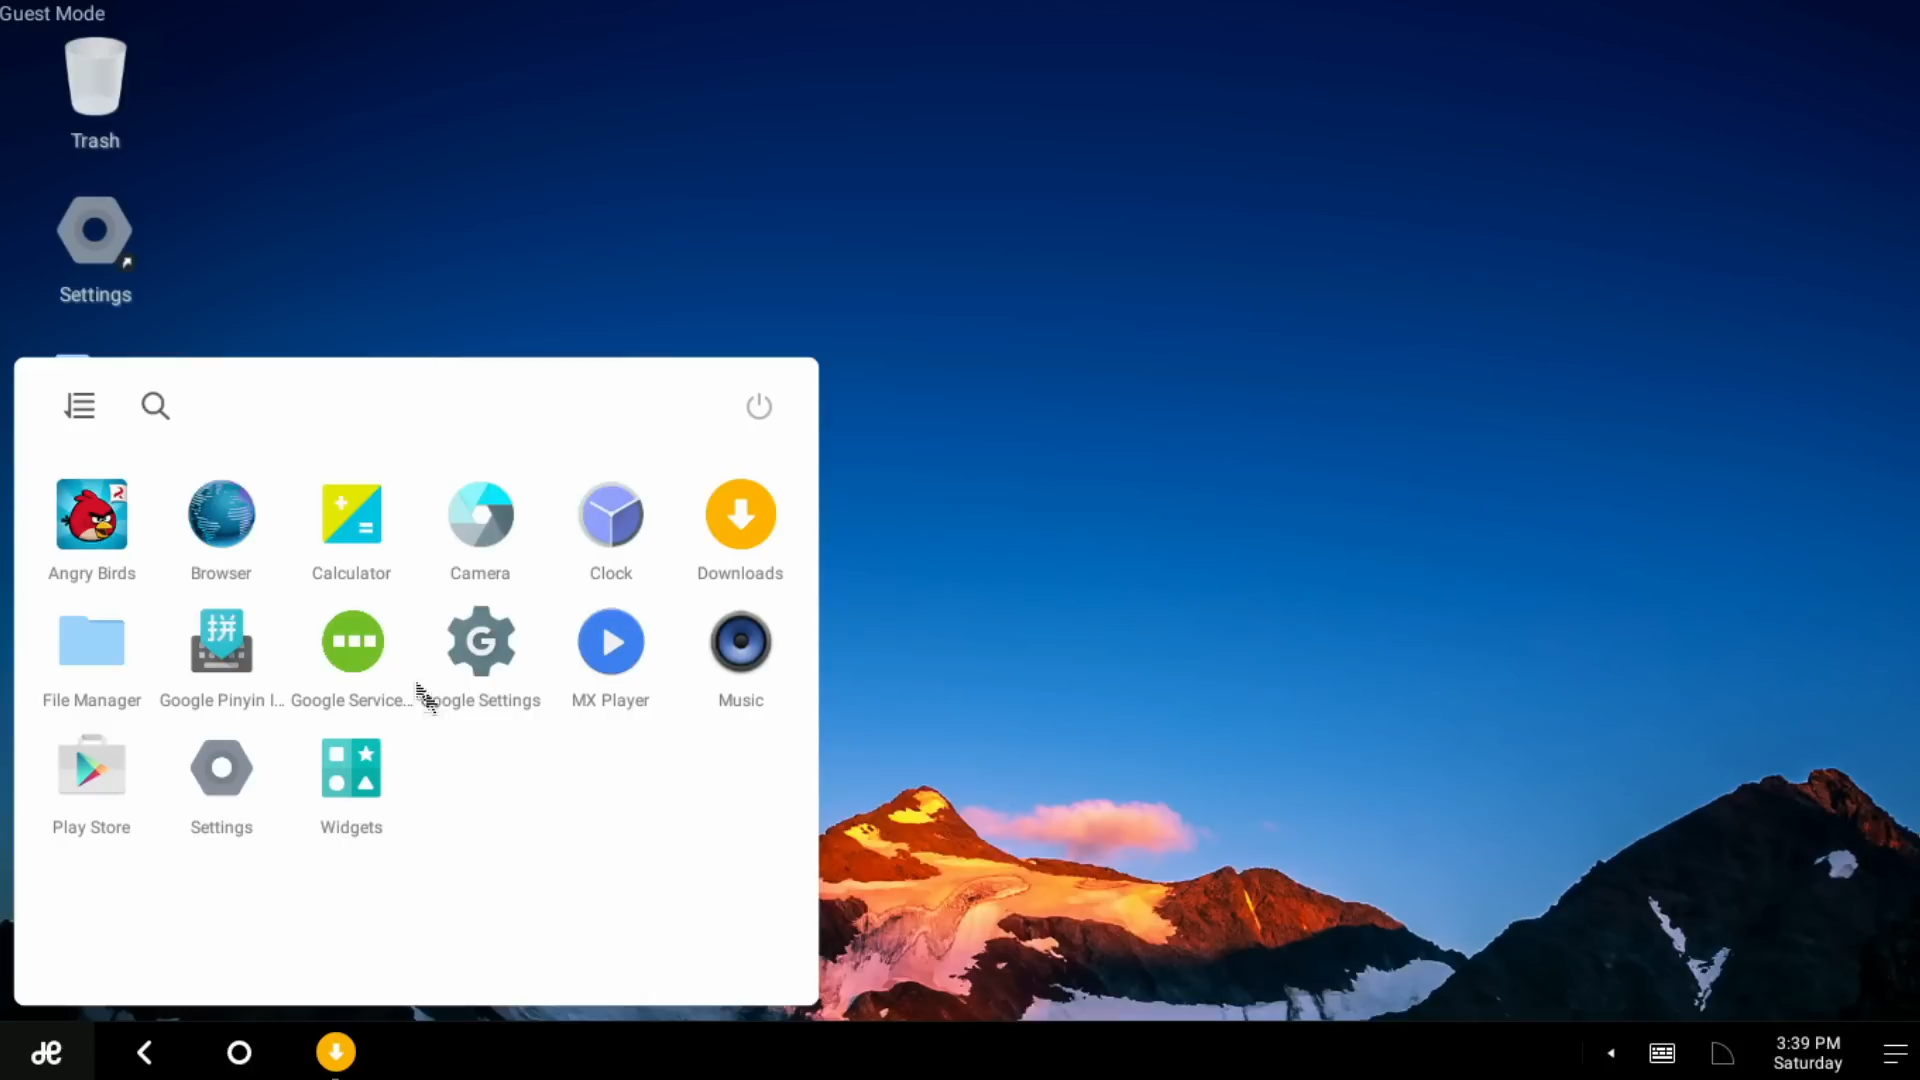 Guest Mode
Trash
Settings
Angry Birds
Browser
Calculator
Camera
Clock
Downloads
拼
G
File Manager
Google Pinyin I...
Google Service...
oogle Settings
MX Player
Music
Play Store
Settings
Widgets
3:39 PM
Saturday